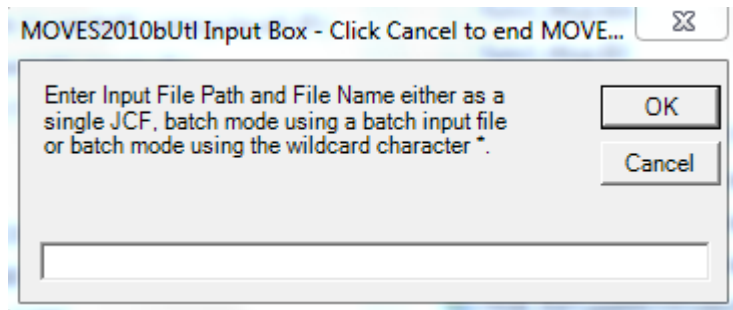 MOVES2010bUtl Input Box - Click Cancel to end MOVE...
Enter Input File Path and File Name either as a
single JCF, batch mode using a batch input file
or batch mode using the wildcard character *.
OK
Cancel